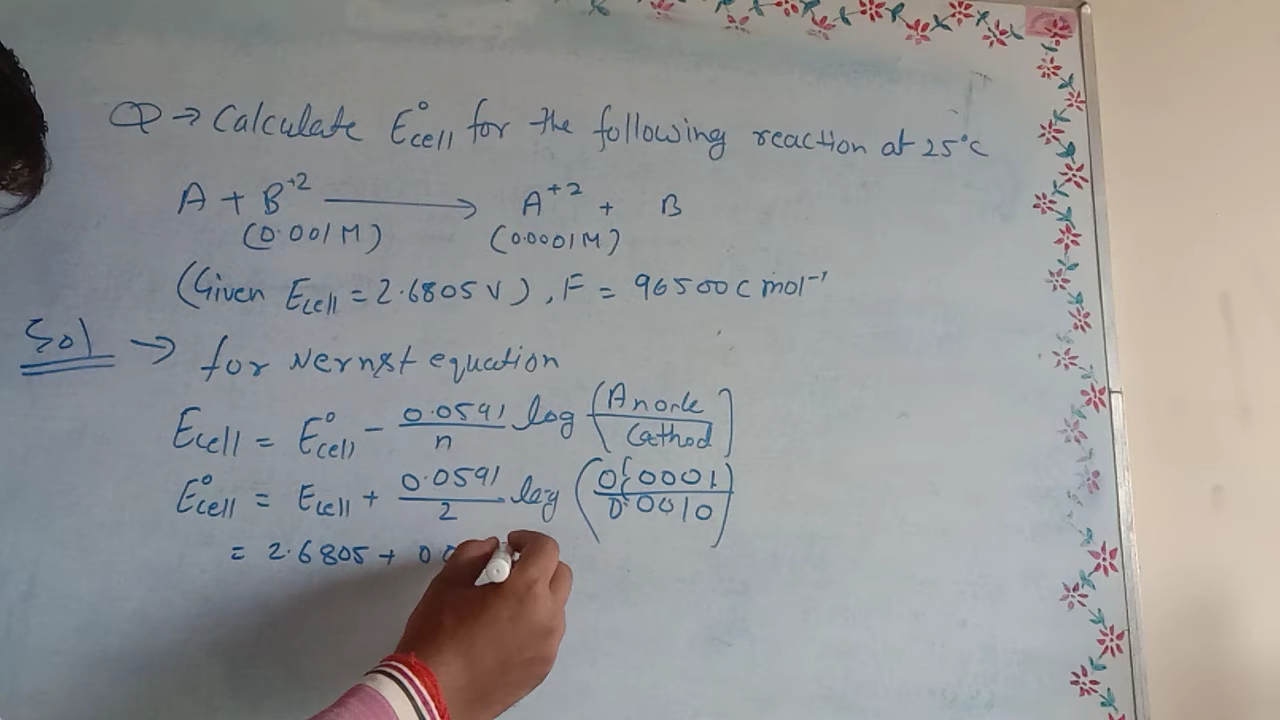 Q → Calculate E°cell for the following reaction at 25°C
A + B+2 ⟶ A+2 + B
(0.001M) (0.0001M)
(Given Ecell = 2.6805 V), F = 96500 C mol-1
Sol → for Nernst equation
Ecell = E°cell - 0.0591/n log [Anode/Cathod]
E°cell = Ecell + 0.0591/2 log (0.0001/0.0010)
= 2.6805 + 0.0